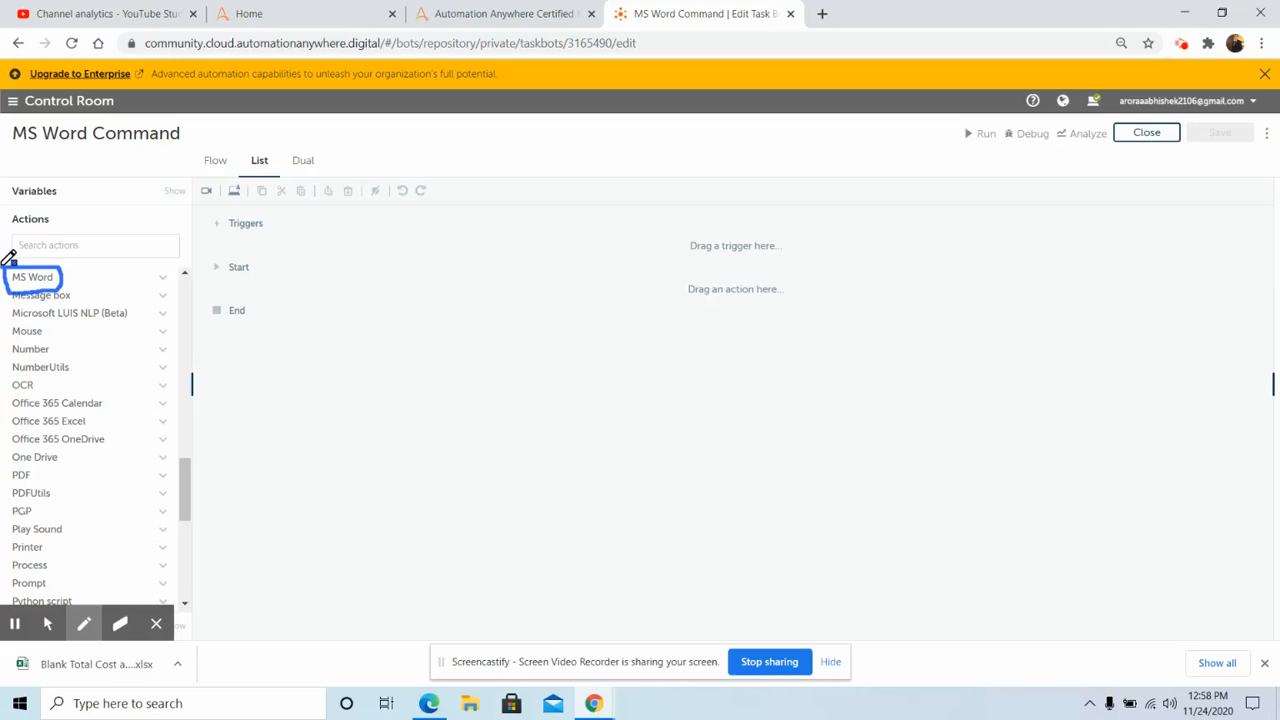 Channel analytics - YouTube Stu
Home
Automation Anywhere Certified
MS Word Command | Edit Task B
community.cloud.automationanywhere.digital/#/bots/repository/private/taskbots/3165490/edit
Upgrade to Enterprise Advanced automation capabilities to unleash your organization's full potential.
Control Room
aroraaabhishek2106@gmail.com
MS Word Command
Run
Debug
Analyze
Close
Save
Flow
List
Dual
Variables
Show
Actions
Search actions
Triggers
Drag a trigger here...
Start
Drag an action here...
End
MS Word
Message box
Microsoft LUIS NLP (Beta)
Mouse
Number
NumberUtils
OCR
Office 365 Calendar
Office 365 Excel
Office 365 OneDrive
One Drive
PDF
PDFUtils
PGP
Play Sound
Printer
Process
Prompt
Python script
Blank Total Cost a....xlsx
Screencastify - Screen Video Recorder is sharing your screen.
Stop sharing
Hide
Show all
Type here to search
12:58 PM
11/24/2020